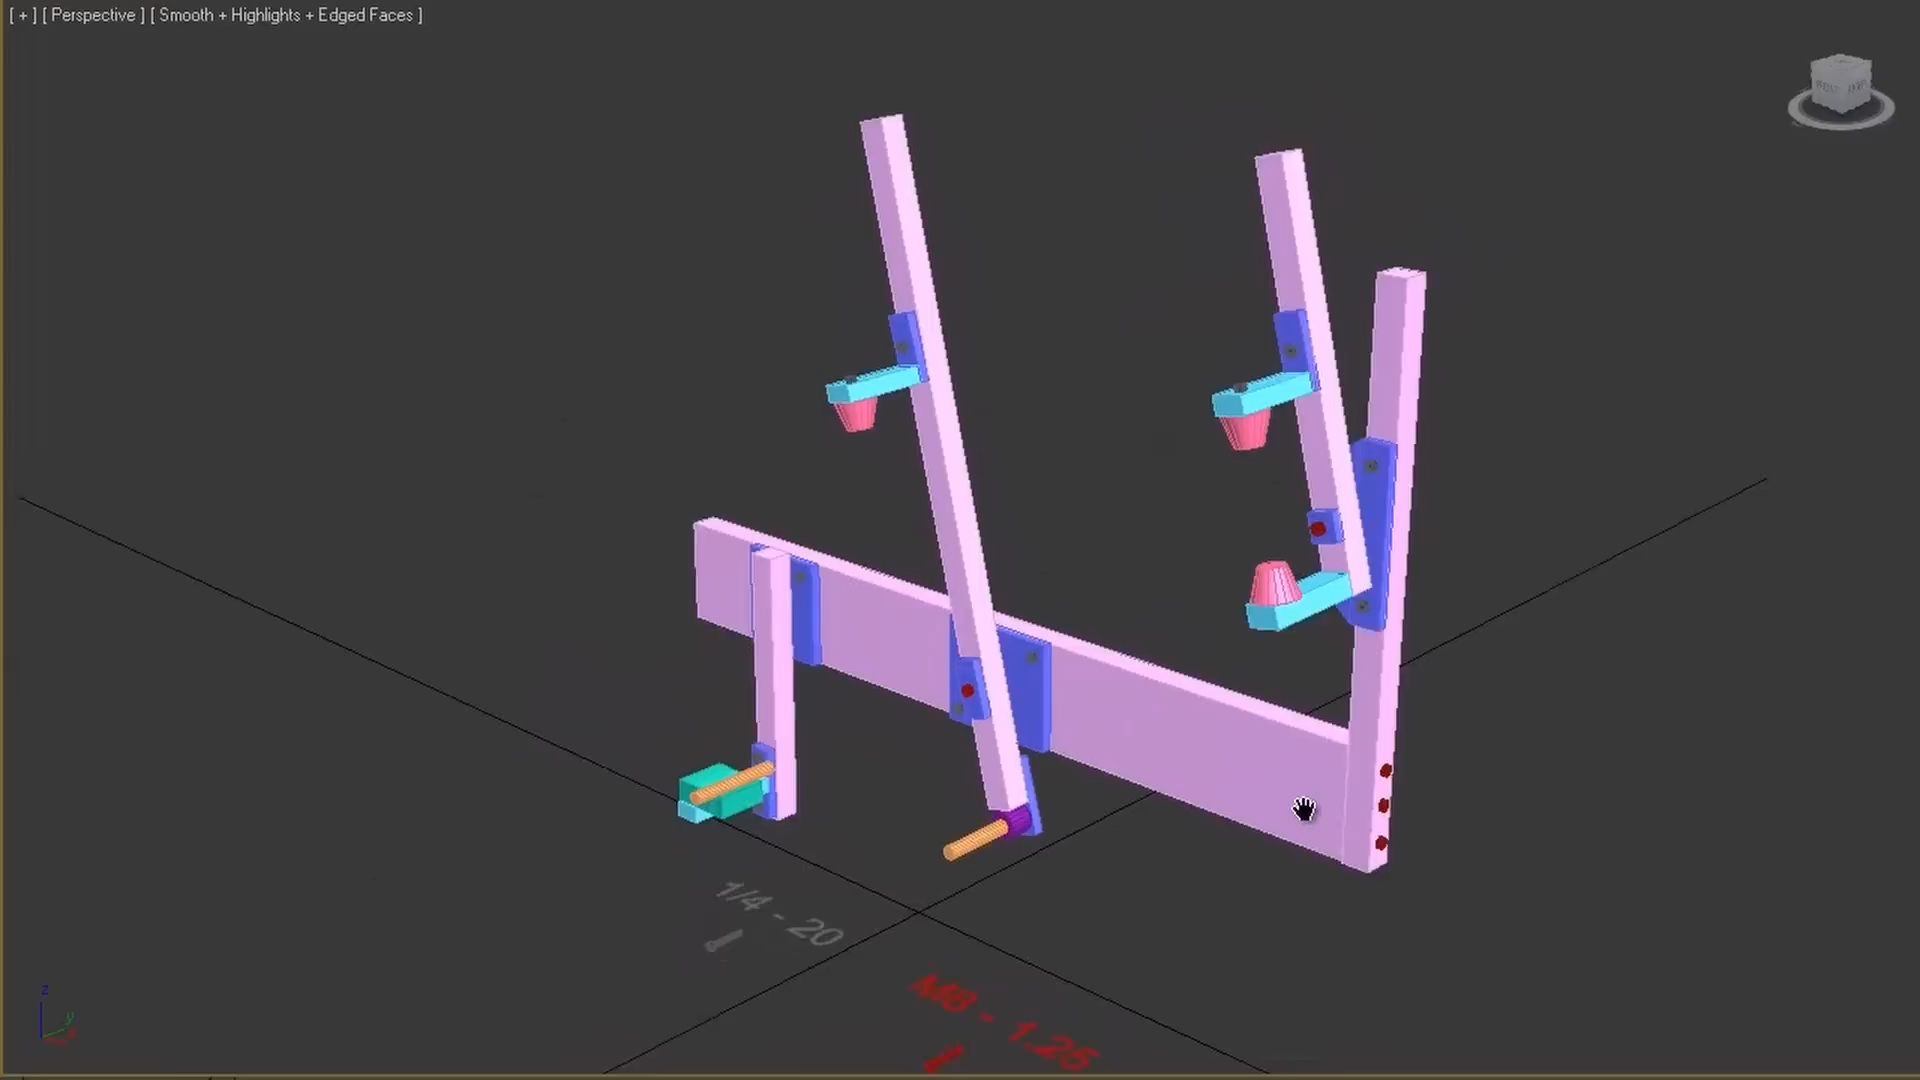 [ + ] [ Perspective ] [ Smooth + Highlights + Edged Faces ]
1/4 - 20
M8 - 1.25
z
y